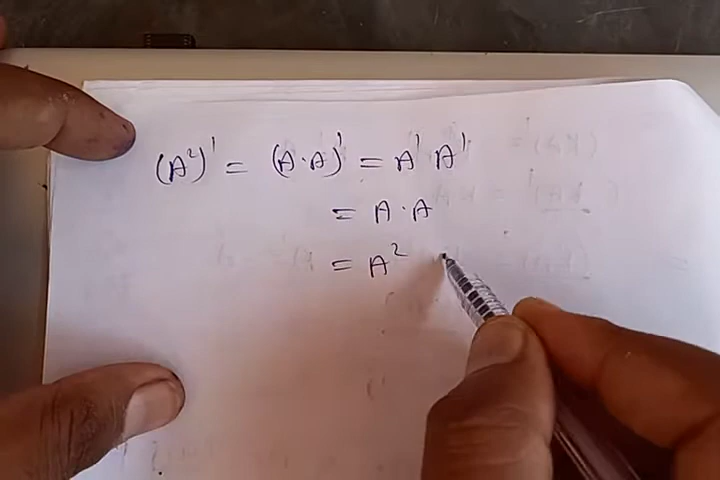 (A²)' = (A·A)' = A' A'
= A·A
= A²